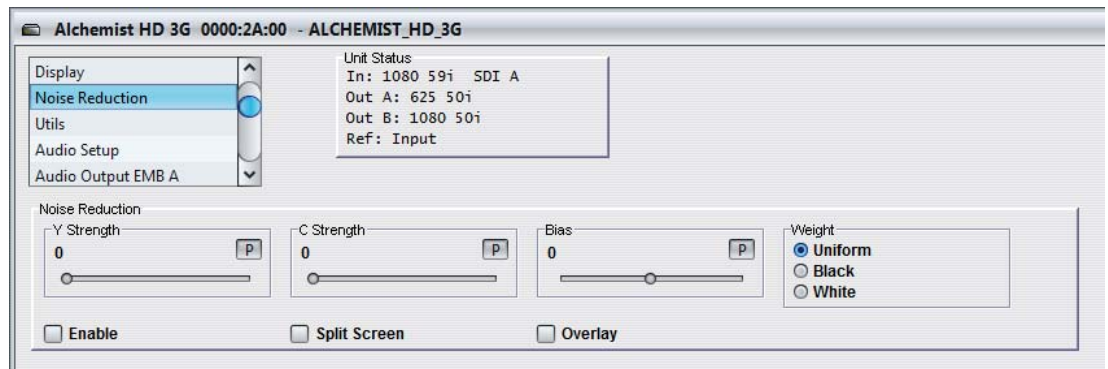 Alchemist HD 3G 0000:2A:00 - ALCHEMIST_HD_3G
Display
Noise Reduction
Utils
Audio Setup
Audio Output EMB A
Unit Status
In: 1080 59i SDI A
Out A: 625 50i
Out B: 1080 50i
Ref: Input
Noise Reduction
Y Strength
0 P
C Strength
0 P
Bias
0 P
Weight
Uniform
Black
White
Enable
Split Screen
Overlay